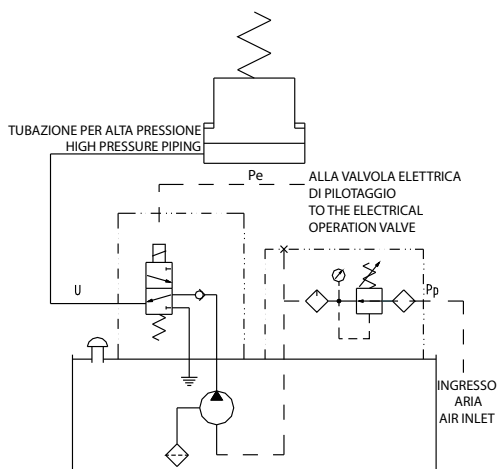 TUBAZIONE PER ALTA PRESSIONE
HIGH PRESSURE PIPING
Pe
ALLA VALVOLA ELETTRICA
DI PILOTAGGIO
TO THE ELECTRICAL
OPERATION VALVE
U
Pp
INGRESSO
ARIA
AIR INLET